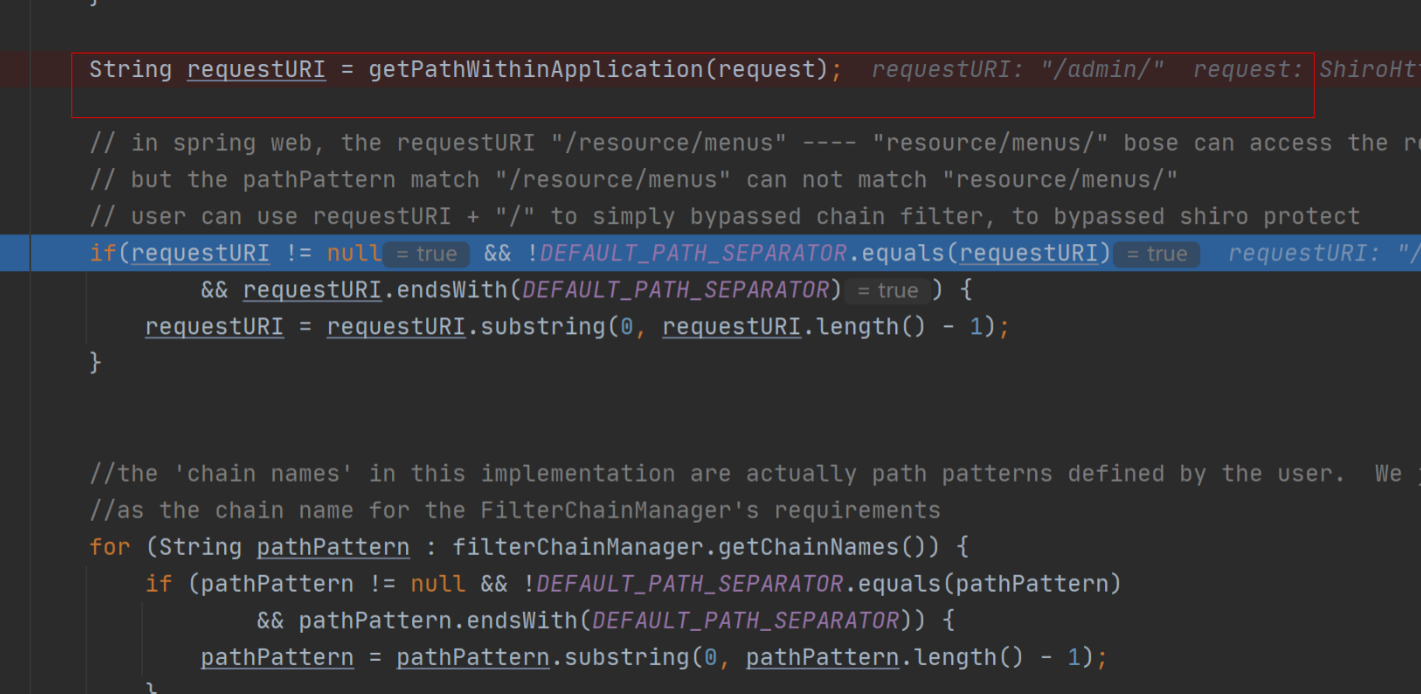 }
String requestURI = getPathWithinApplication(request); requestURI: "/admin/" request: ShiroHtt
// in spring web, the requestURI "/resource/menus" ---- "resource/menus/" bose can access the re
// but the pathPattern match "/resource/menus" can not match "resource/menus/"
// user can use requestURI + "/" to simply bypassed chain filter, to bypassed shiro protect
if(requestURI != null = true && !DEFAULT_PATH_SEPARATOR.equals(requestURI) = true requestURI: "/
&& requestURI.endsWith(DEFAULT_PATH_SEPARATOR) = true ) {
requestURI = requestURI.substring(0, requestURI.length() - 1);
}
//the 'chain names' in this implementation are actually path patterns defined by the user. We
//as the chain name for the FilterChainManager's requirements
for (String pathPattern : filterChainManager.getChainNames()) {
if (pathPattern != null && !DEFAULT_PATH_SEPARATOR.equals(pathPattern)
&& pathPattern.endsWith(DEFAULT_PATH_SEPARATOR)) {
pathPattern = pathPattern.substring(0, pathPattern.length() - 1);
}